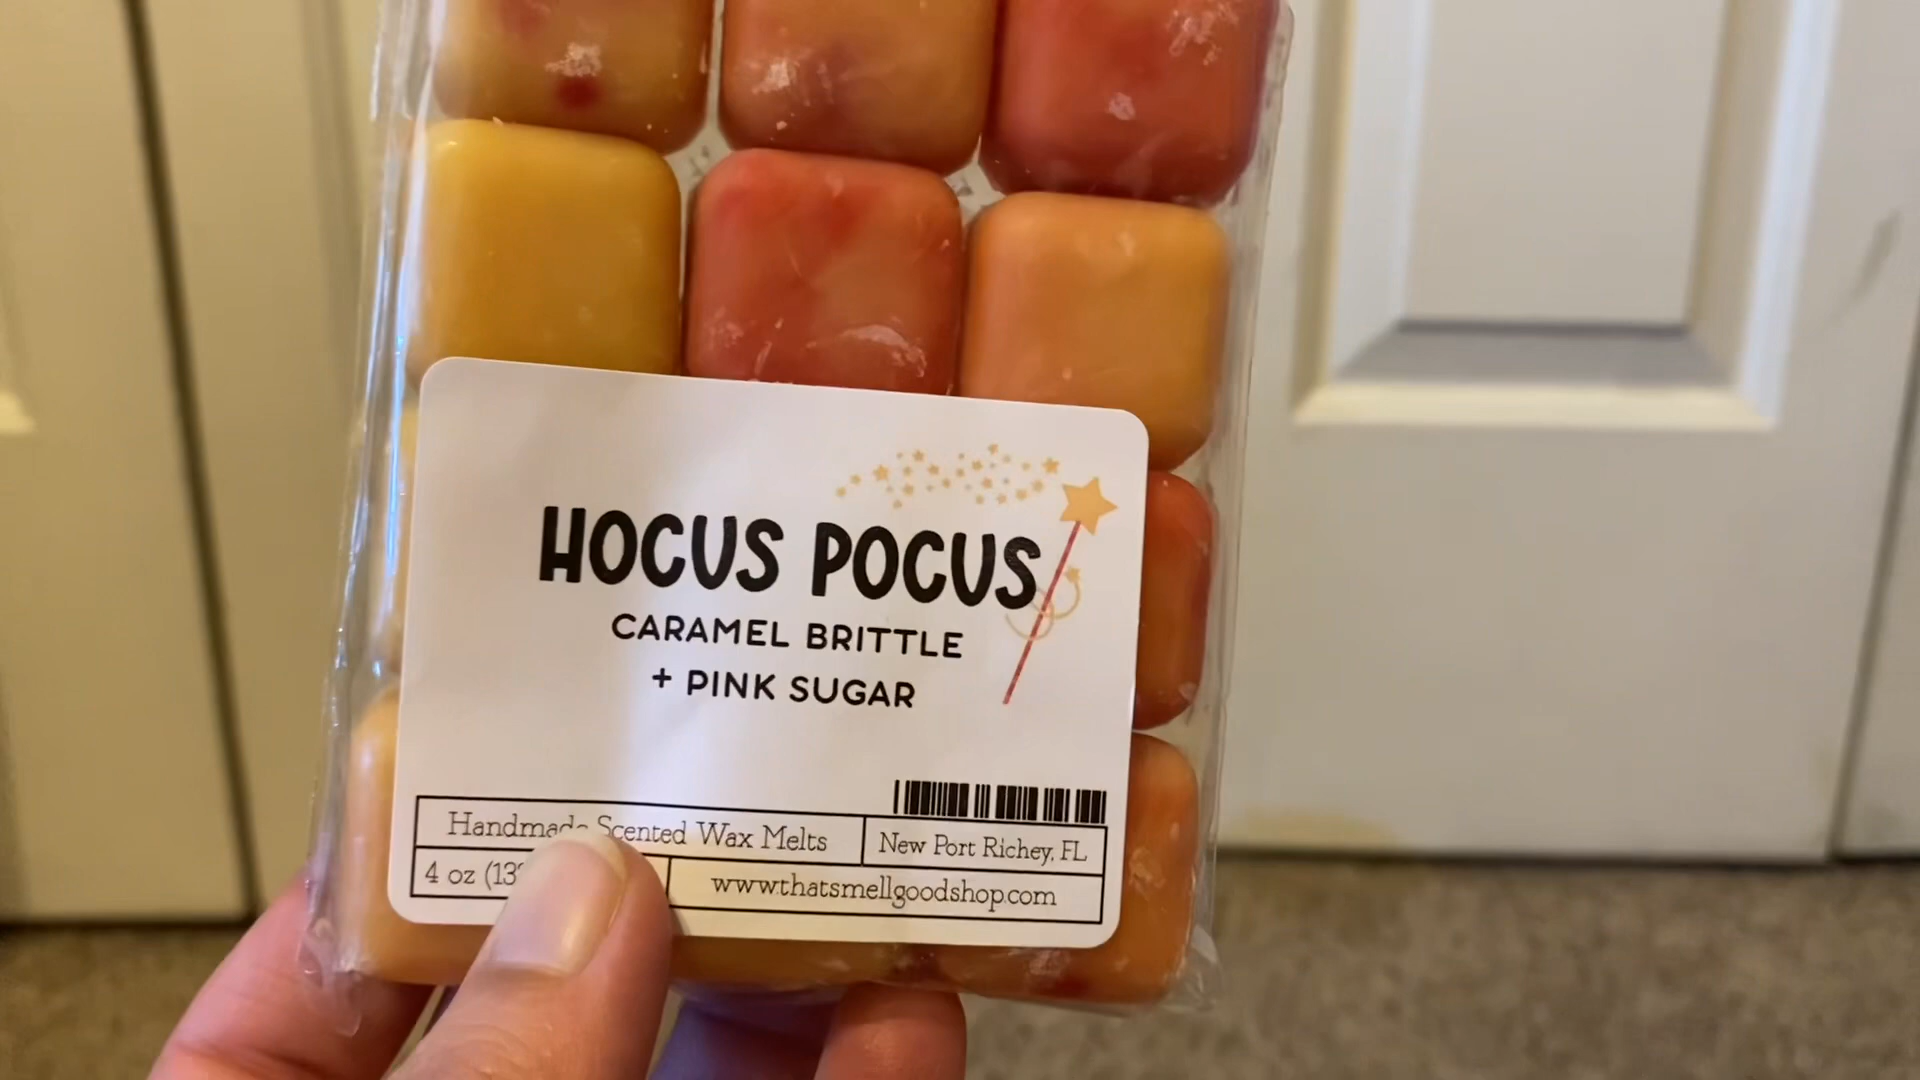 HOCUS POCUS
CARAMEL BRITTLE
+ PINK SUGAR
Scented Wax Melts
New Port Richey, FL
4 oz
www.thatsmellgoodshop.com